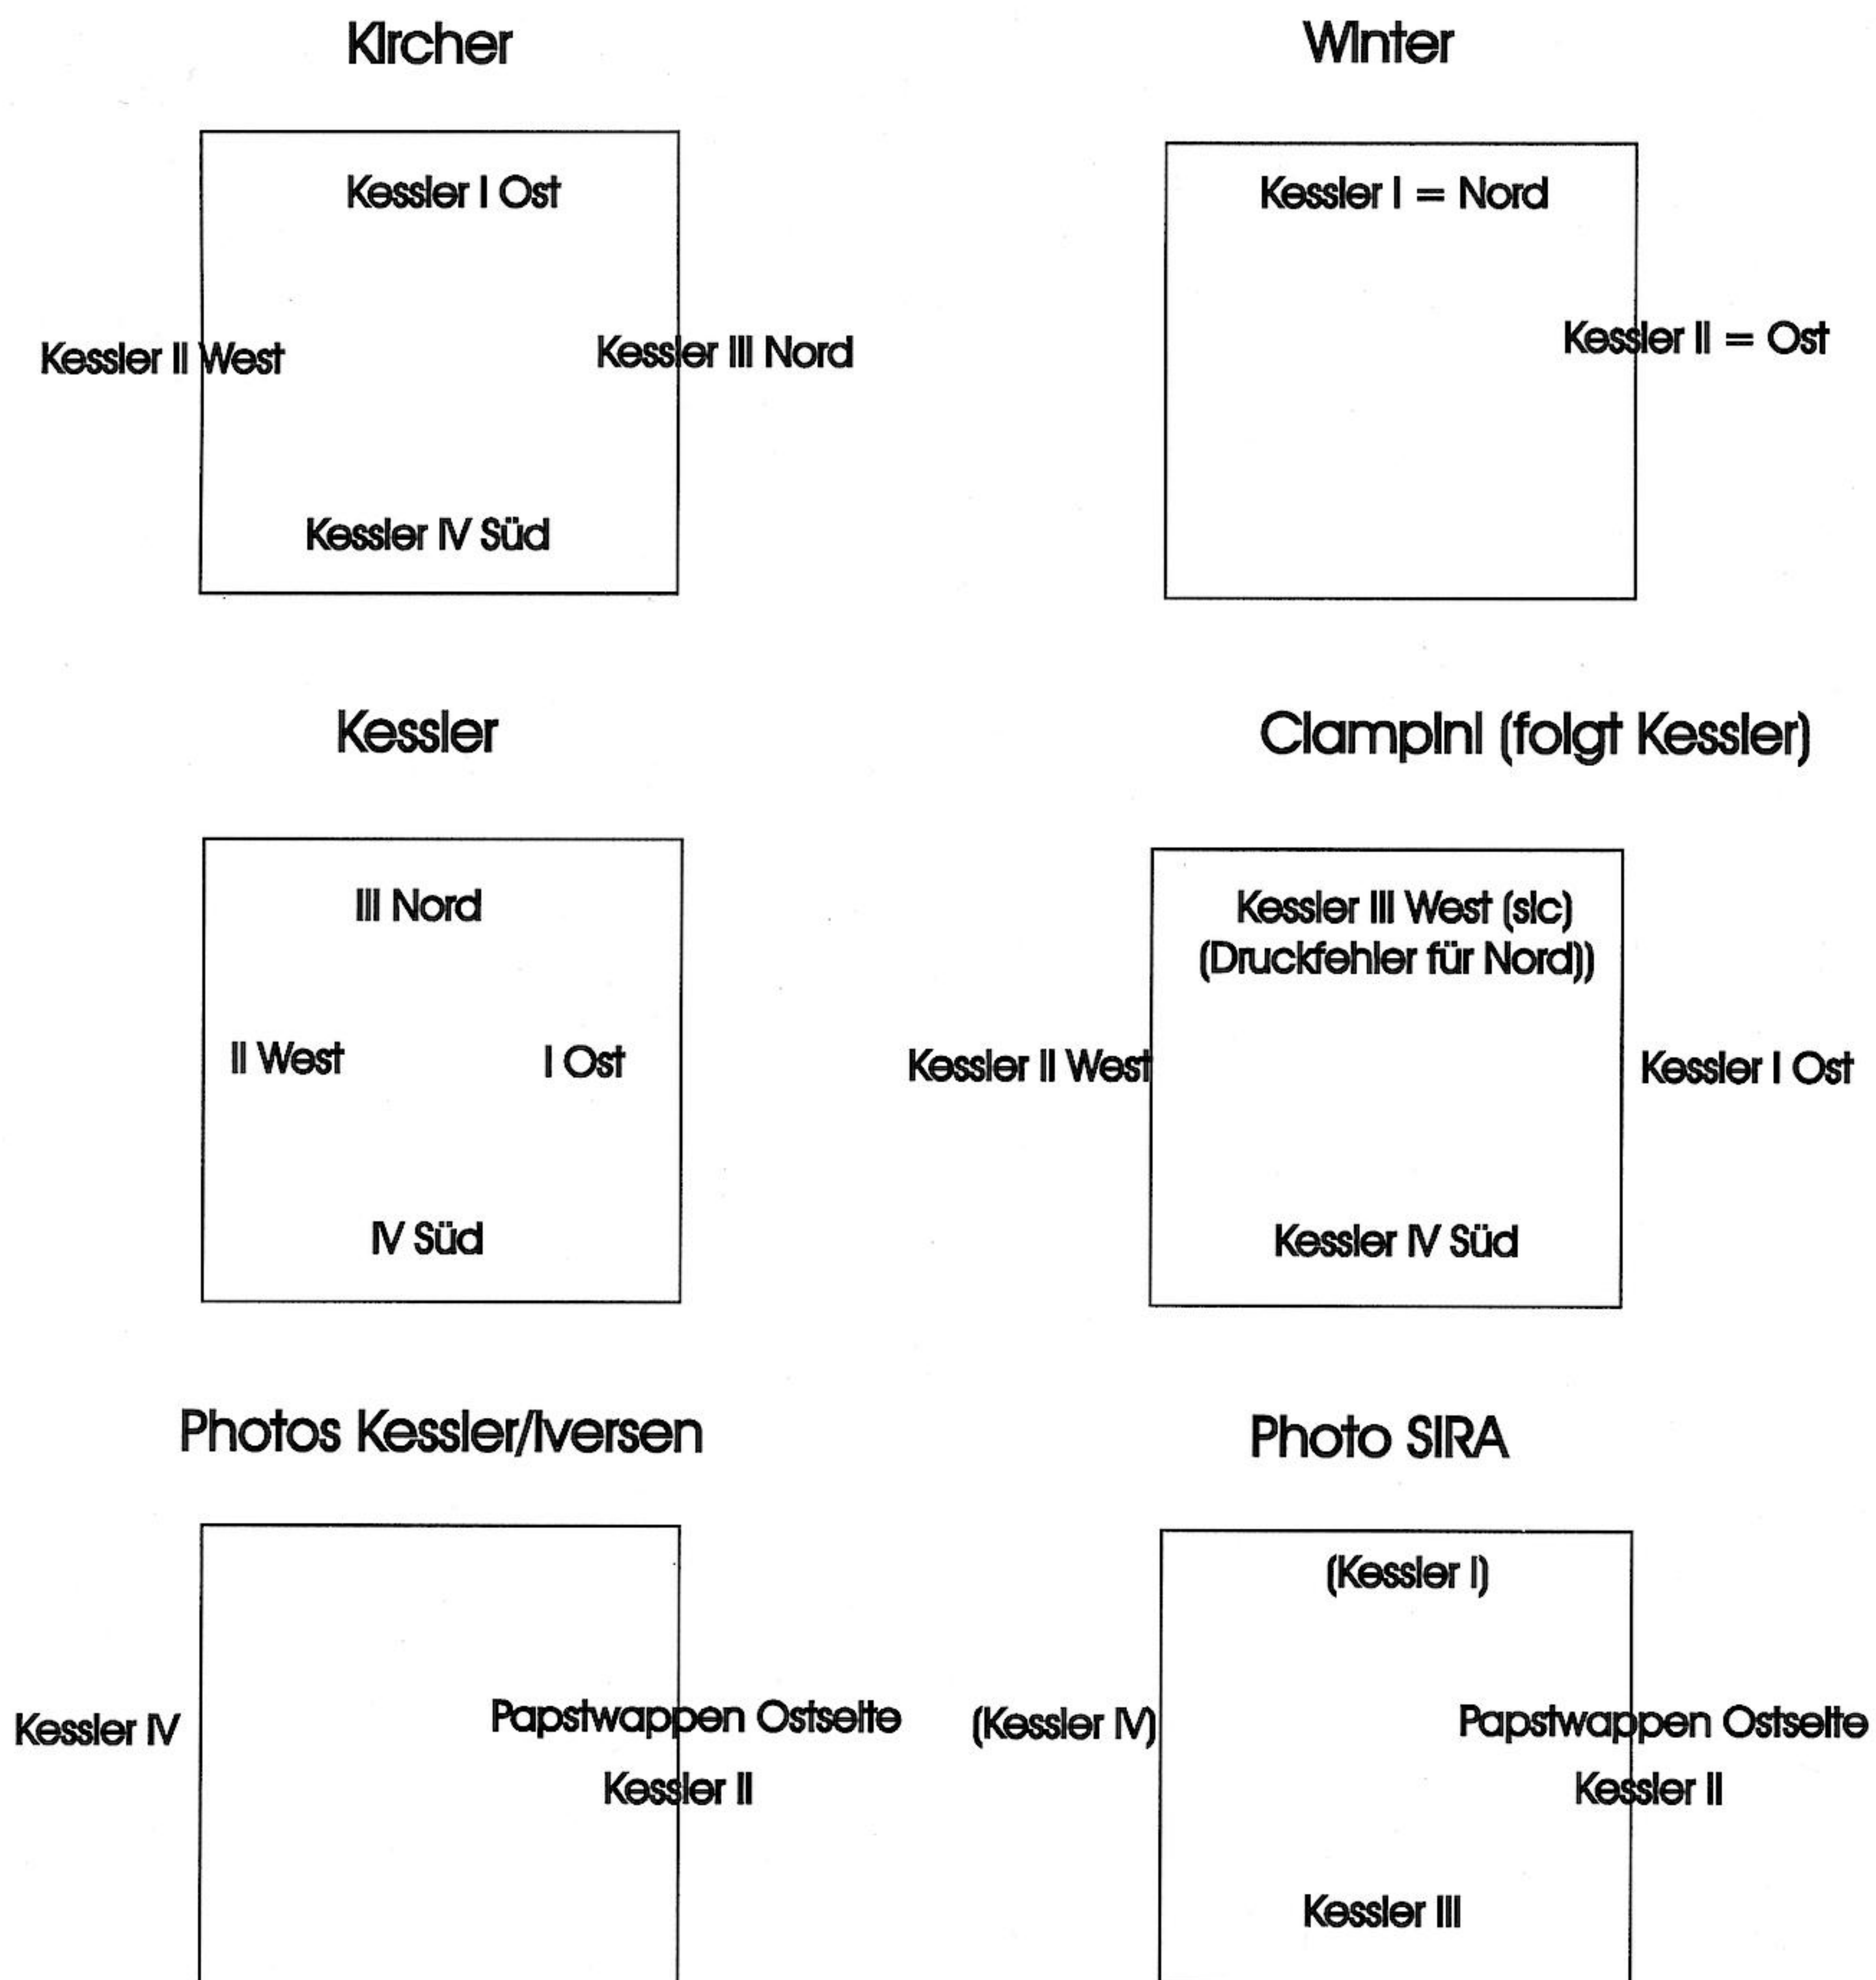 Kircher
Kessler I Ost
Kessler II West
Kessler III Nord
Kessler IV Süd
Winter
Kessler I = Nord
Kessler II = Ost
Kessler
III Nord
II West
I Ost
IV Süd
Ciampini (folgt Kessler)
Kessler III West (sic)
(Druckfehler für Nord))
Kessler II West
Kessler I Ost
Kessler IV Süd
Photos Kessler/Iversen
Kessler IV
Papstwappen Ostseite
Kessler II
Photo SIRA
(Kessler I)
(Kessler IV)
Papstwappen Ostseite
Kessler II
Kessler III